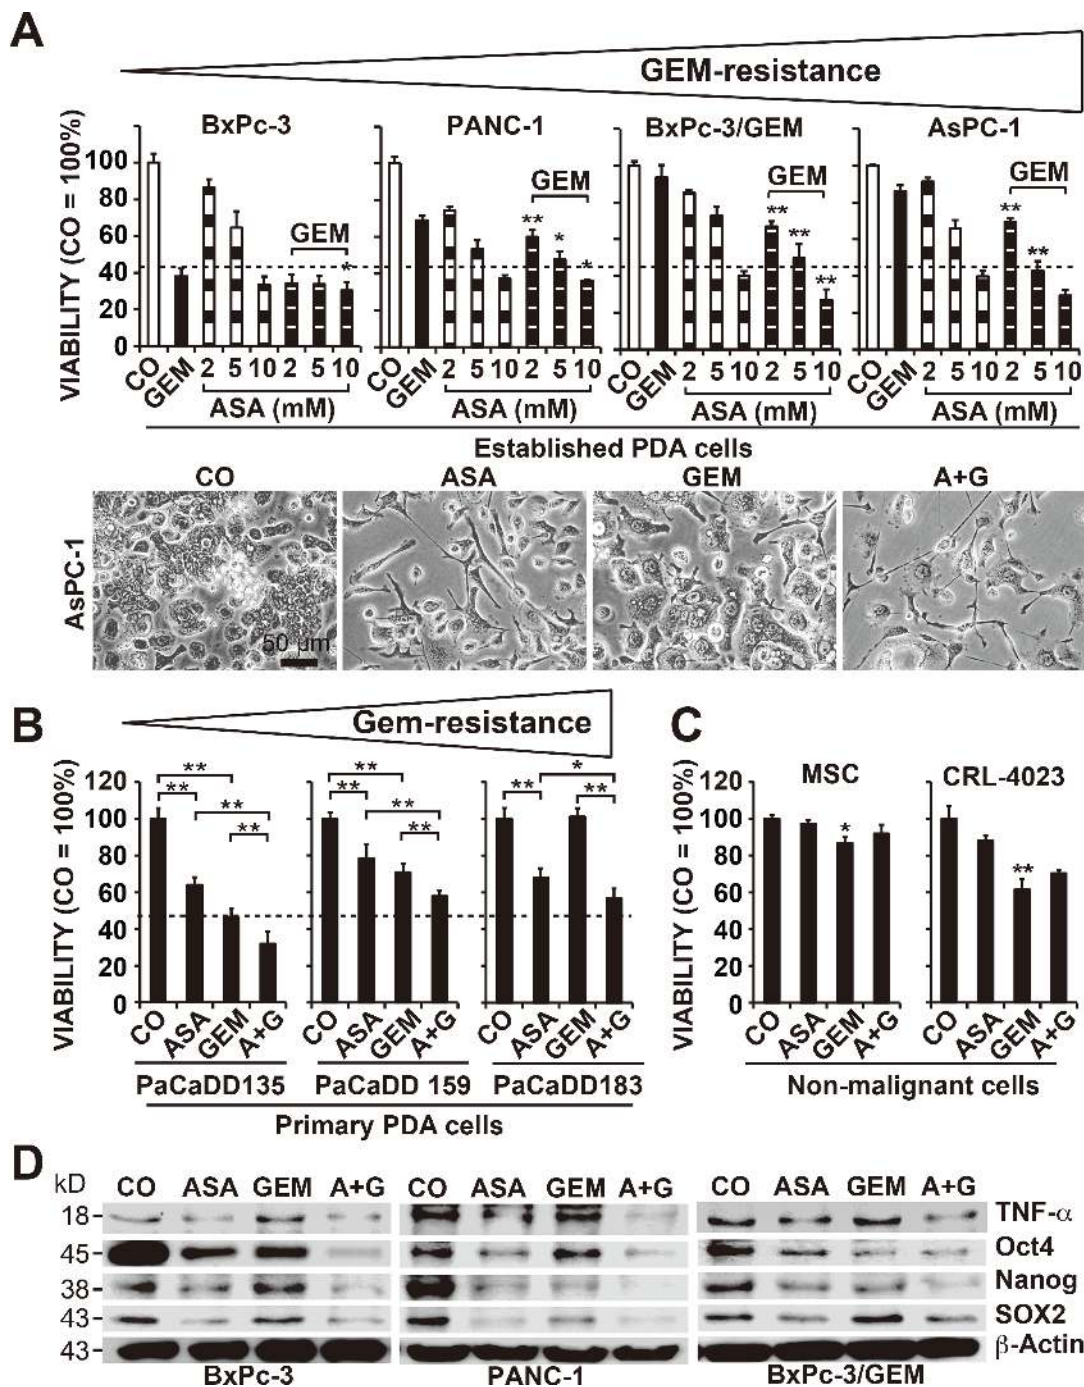 A
GEM-resistance
BxPc-3 PANC-1 BxPc-3/GEM AsPC-1
VIABILITY (CO = 100%)
100
80
60
40
20
0
GEM GEM GEM GEM
* ** * * ** ** ** ** **
CO GEM 2 5 10 2 5 10 CO GEM 2 5 10 2 5 10 CO GEM 2 5 10 2 5 10 CO GEM 2 5 10 2 5 10
ASA (mM) ASA (mM) ASA (mM) ASA (mM)
Established PDA cells
CO ASA GEM A+G
AsPC-1
50 µm
B
Gem-resistance
VIABILITY (CO = 100%)
120
100
80
60
40
20
0
** ** ** **
** ** ** **
** * **
CO ASA GEM A+G CO ASA GEM A+G CO ASA GEM A+G
PaCaDD135 PaCaDD 159 PaCaDD183
Primary PDA cells
C
MSC CRL-4023
VIABILITY (CO = 100%)
120
100
80
60
40
20
0
* **
CO ASA GEM A+G CO ASA GEM A+G
Non-malignant cells
D
kD CO ASA GEM A+G CO ASA GEM A+G CO ASA GEM A+G
18 TNF-α
45 Oct4
38 Nanog
43 SOX2
43 β-Actin
BxPc-3 PANC-1 BxPc-3/GEM